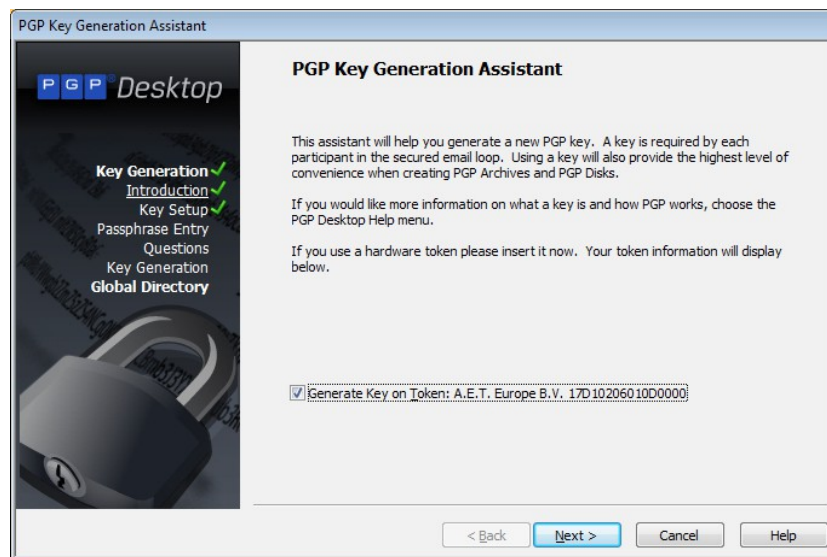 PGP Key Generation Assistant
PGP Desktop
Key Generation
Introduction
Key Setup
Passphrase Entry
Questions
Key Generation
Global Directory
PGP Key Generation Assistant
This assistant will help you generate a new PGP key. A key is required by each
participant in the secured email loop. Using a key will also provide the highest level of
convenience when creating PGP Archives and PGP Disks.
If you would like more information on what a key is and how PGP works, choose the
PGP Desktop Help menu.
If you use a hardware token please insert it now. Your token information will display
below.
Generate Key on Token: A.E.T. Europe B.V. 17D10206010D0000
< Back
Next >
Cancel
Help